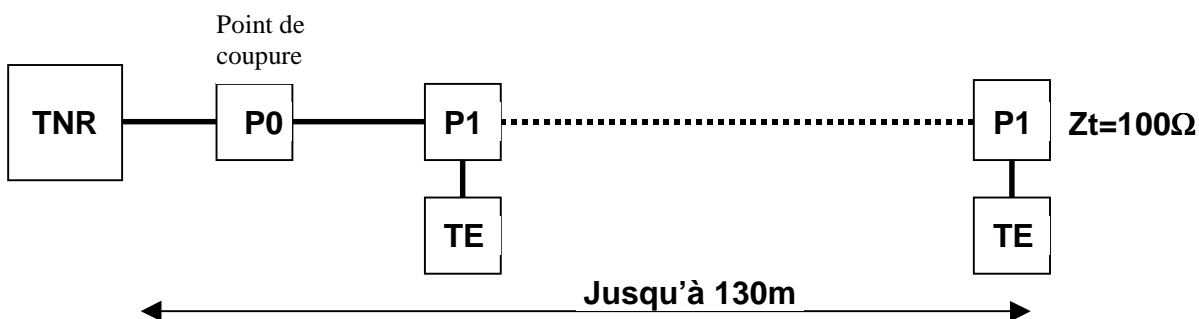 Point de
coupure
TNR
P0
P1
P1
Zt=100Ω
TE
TE
Jusqu'à 130m